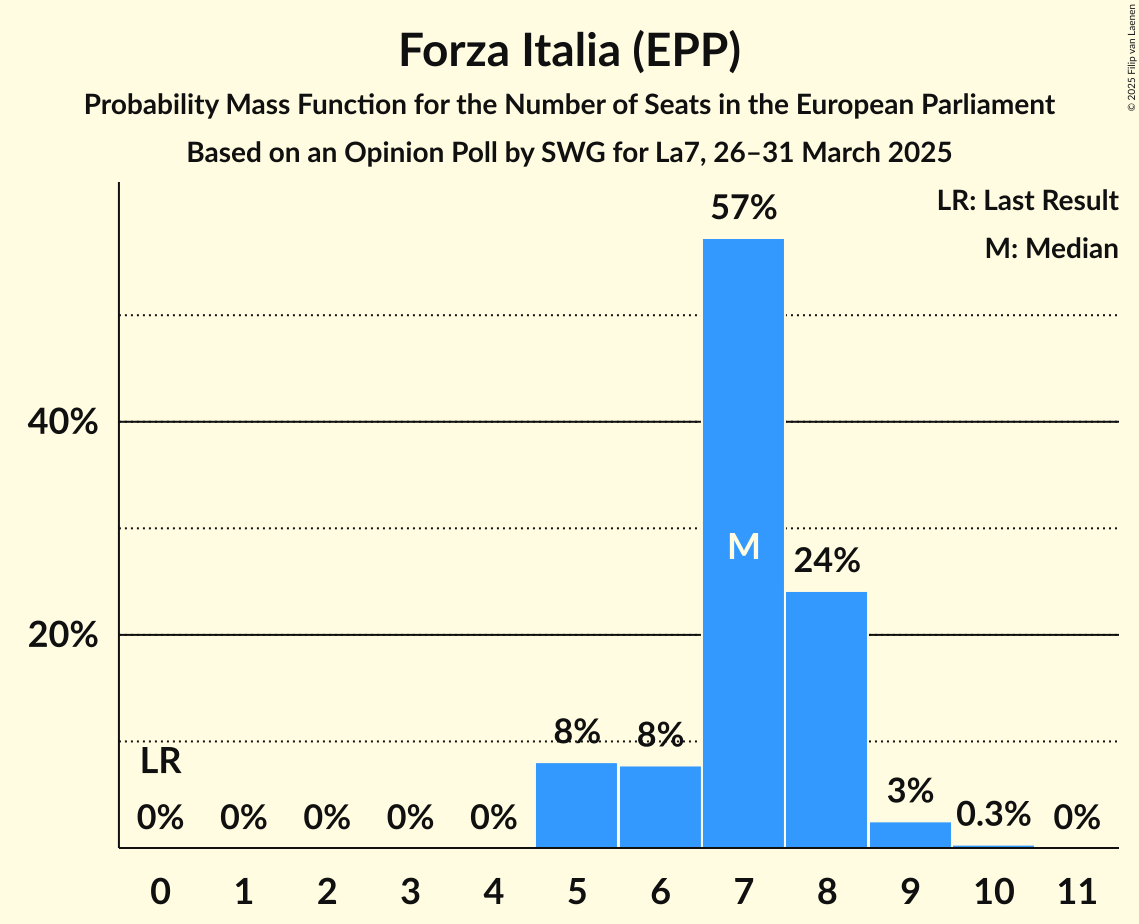 Forza Italia (EPP)
Probability Mass Function for the Number of Seats in the European Parliament
Based on an Opinion Poll by SWG for La7, 26–31 March 2025
© 2025 Filip van Laenen
LR: Last Result
M: Median
57%
40%
M
24%
20%
8%
8%
LR
3%
0%
0%
0%
0%
0%
0.3%
0%
0 1 2 3 4 5 6 7 8 9 10 11